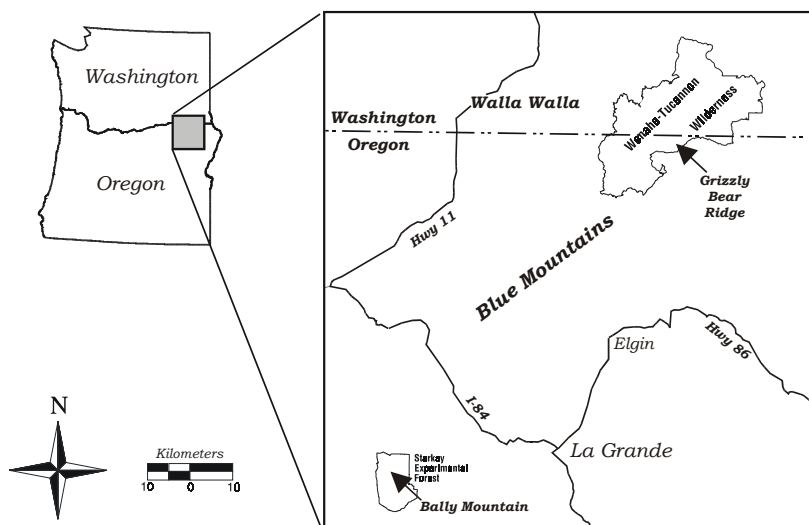 Washington
Oregon
N
Kilometers
10 0 10
Washington
Oregon
Walla Walla
Wenaha-Tucannon
Wilderness
Grizzly
Bear
Ridge
Hwy 11
Blue Mountains
Elgin
Hwy 86
I-84
La Grande
Starkey
Experimental
Forest
Bally Mountain